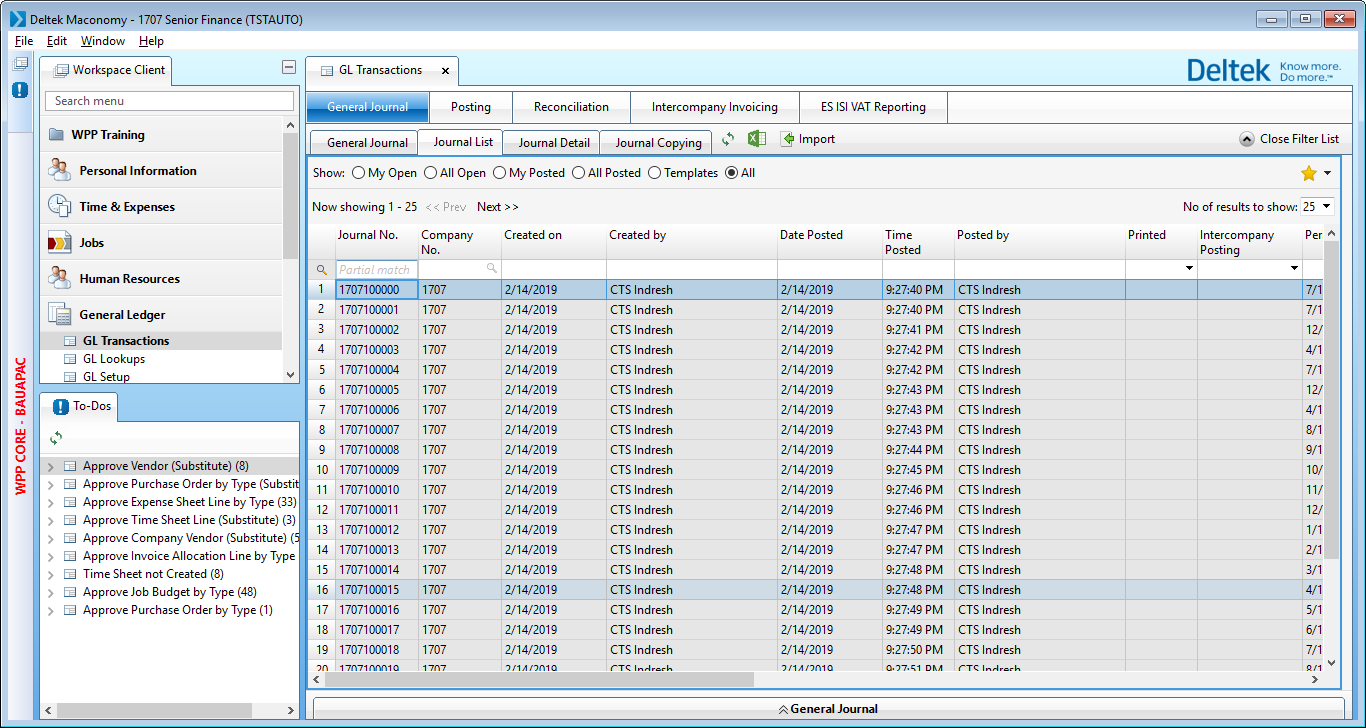 Deltek Maconomy - 1707 Senior Finance (TSTAUTO)
File Edit Window Help
Workspace Client
Search menu
WPP Training
Personal Information
Time & Expenses
Jobs
Human Resources
General Ledger
GL Transactions
GL Lookups
GL Setup
WPP CORE - BAUAPAC
To-Dos
Approve Vendor (Substitute) (8)
Approve Purchase Order by Type (Substit
Approve Expense Sheet Line by Type (33)
Approve Time Sheet Line (Substitute) (3)
Approve Company Vendor (Substitute) (5
Approve Invoice Allocation Line by Type
Time Sheet not Created (8)
Approve Job Budget by Type (48)
Approve Purchase Order by Type (1)
GL Transactions
Deltek Know more.
Do more.™
General Journal Posting Reconciliation Intercompany Invoicing ES ISI VAT Reporting
General Journal Journal List Journal Detail Journal Copying Import Close Filter List
Show: My Open All Open My Posted All Posted Templates All
Now showing 1 - 25 << Prev Next >> No of results to show: 25
Journal No. Company Created on Created by Date Posted Time Posted by Printed Intercompany Per
No. Posted Posting
Partial match
1 1707100000 1707 2/14/2019 CTS Indresh 2/14/2019 9:27:40 PM CTS Indresh 7/1
2 1707100001 1707 2/14/2019 CTS Indresh 2/14/2019 9:27:40 PM CTS Indresh 7/1
3 1707100002 1707 2/14/2019 CTS Indresh 2/14/2019 9:27:41 PM CTS Indresh 12/
4 1707100003 1707 2/14/2019 CTS Indresh 2/14/2019 9:27:42 PM CTS Indresh 4/1
5 1707100004 1707 2/14/2019 CTS Indresh 2/14/2019 9:27:42 PM CTS Indresh 7/1
6 1707100005 1707 2/14/2019 CTS Indresh 2/14/2019 9:27:43 PM CTS Indresh 12/
7 1707100006 1707 2/14/2019 CTS Indresh 2/14/2019 9:27:43 PM CTS Indresh 4/1
8 1707100007 1707 2/14/2019 CTS Indresh 2/14/2019 9:27:43 PM CTS Indresh 8/1
9 1707100008 1707 2/14/2019 CTS Indresh 2/14/2019 9:27:44 PM CTS Indresh 9/1
10 1707100009 1707 2/14/2019 CTS Indresh 2/14/2019 9:27:45 PM CTS Indresh 10/
11 1707100010 1707 2/14/2019 CTS Indresh 2/14/2019 9:27:46 PM CTS Indresh 11/
12 1707100011 1707 2/14/2019 CTS Indresh 2/14/2019 9:27:46 PM CTS Indresh 12/
13 1707100012 1707 2/14/2019 CTS Indresh 2/14/2019 9:27:47 PM CTS Indresh 1/1
14 1707100013 1707 2/14/2019 CTS Indresh 2/14/2019 9:27:47 PM CTS Indresh 2/1
15 1707100014 1707 2/14/2019 CTS Indresh 2/14/2019 9:27:48 PM CTS Indresh 3/1
16 1707100015 1707 2/14/2019 CTS Indresh 2/14/2019 9:27:48 PM CTS Indresh 4/1
17 1707100016 1707 2/14/2019 CTS Indresh 2/14/2019 9:27:49 PM CTS Indresh 5/1
18 1707100017 1707 2/14/2019 CTS Indresh 2/14/2019 9:27:49 PM CTS Indresh 6/1
19 1707100018 1707 2/14/2019 CTS Indresh 2/14/2019 9:27:50 PM CTS Indresh 7/1
20 1707100019 1707 2/14/2019 CTS Indresh 2/14/2019 9:27:51 PM CTS Indresh 8/1
General Journal